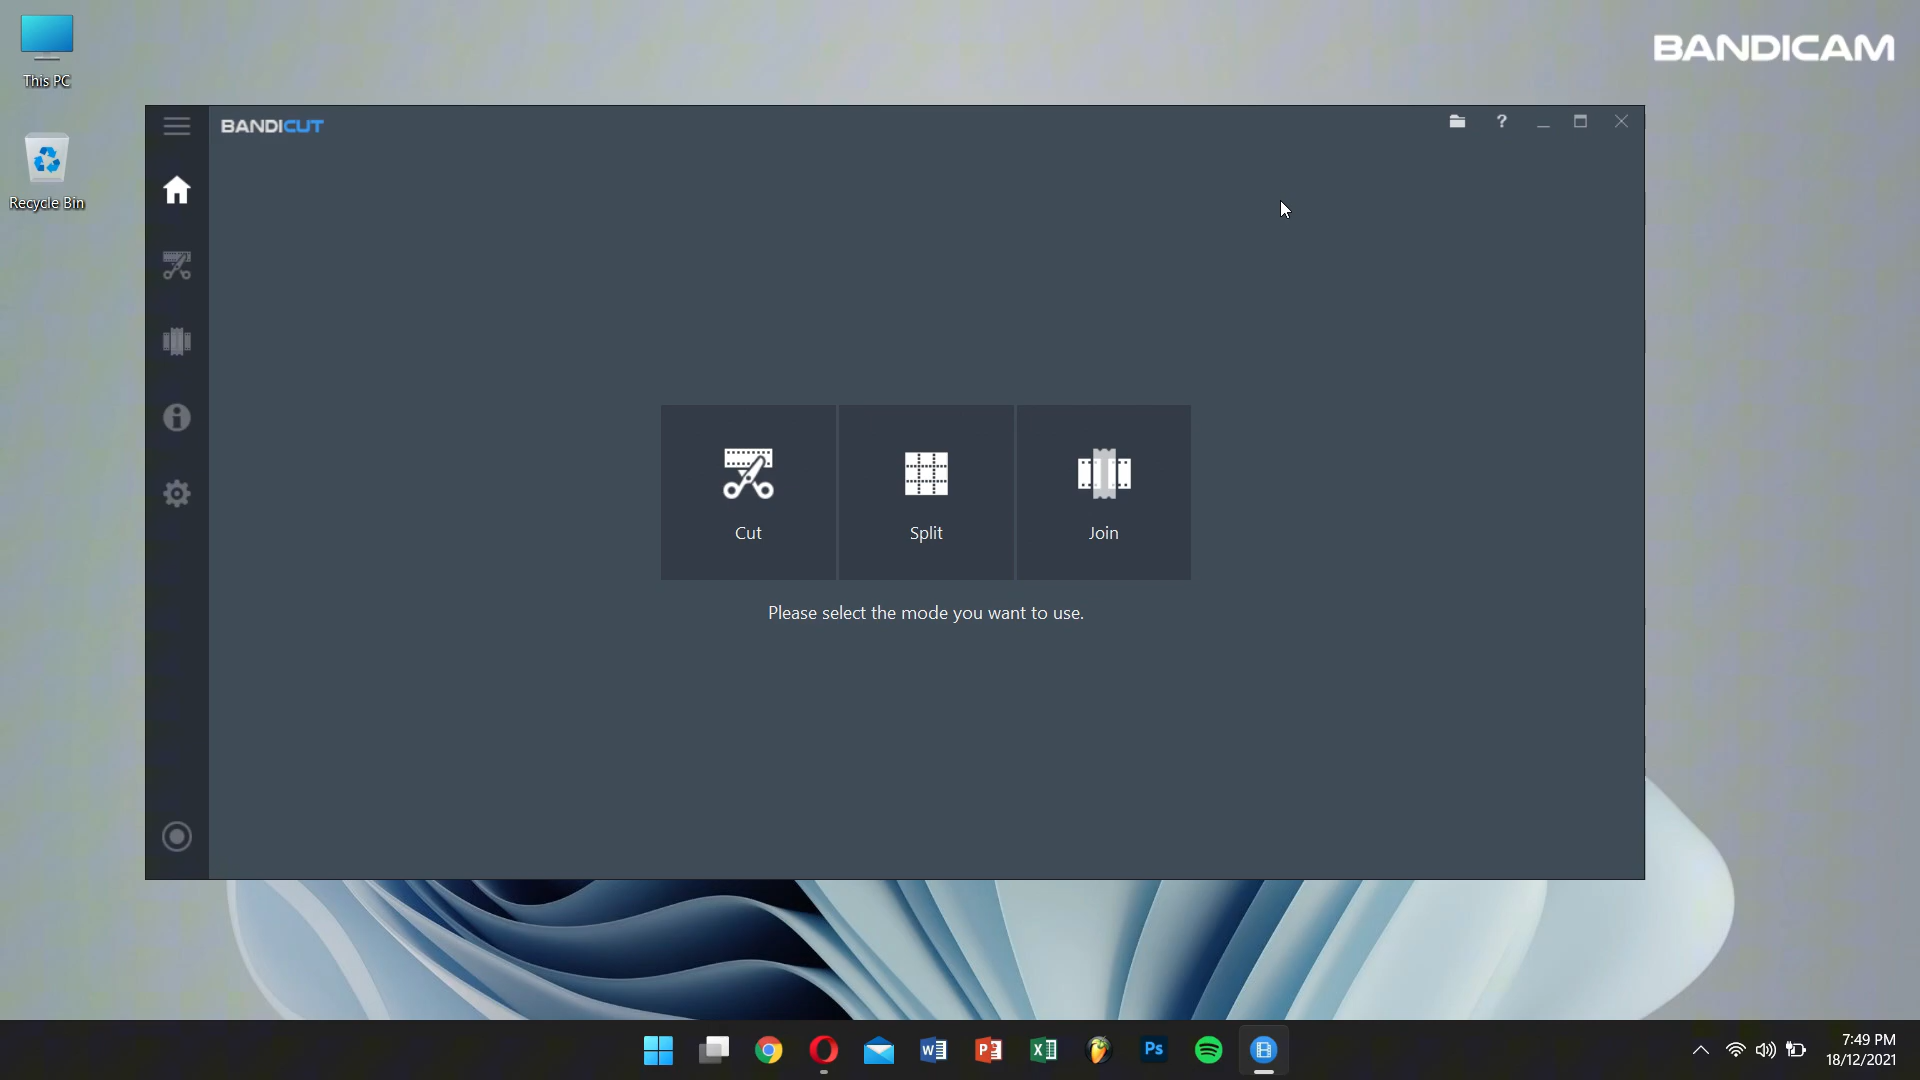 This PC
Recycle Bin
BANDICAM
BANDICUT
?
Cut
Split
Join
Please select the mode you want to use.
Ps
7:49 PM
18/12/2021